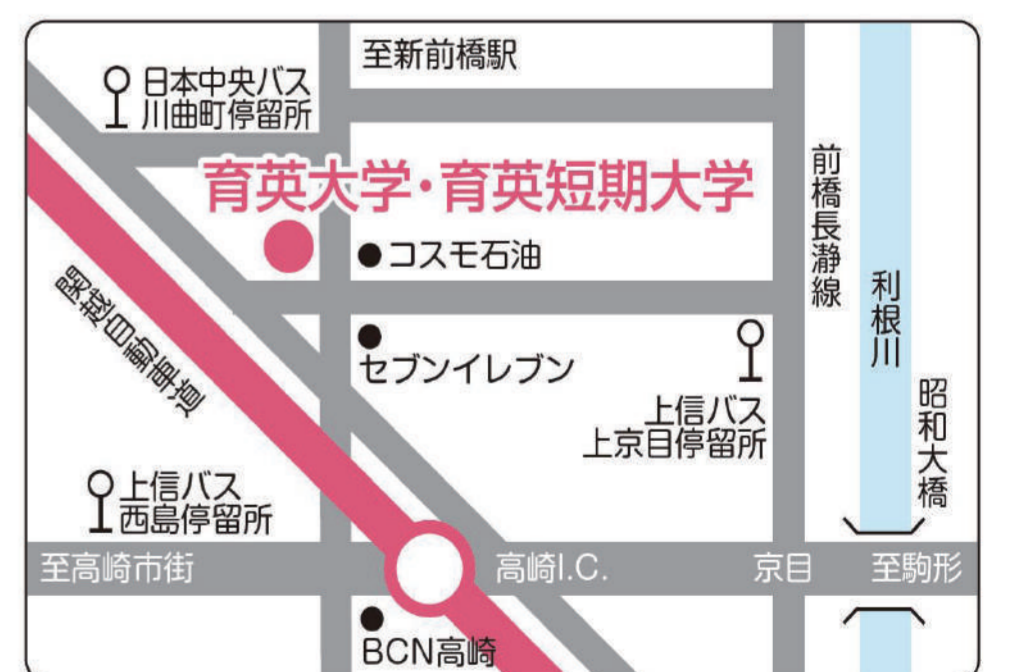 至新前橋駅
日本中央バス
川曲町停留所
育英大学・育英短期大学
コスモ石油
前橋長瀞線
利根川
関越自動車道
セブンイレブン
上信バス
上京目停留所
昭和大橋
上信バス
西島停留所
至高崎市街
高崎I.C.
京目
至駒形
BCN高崎